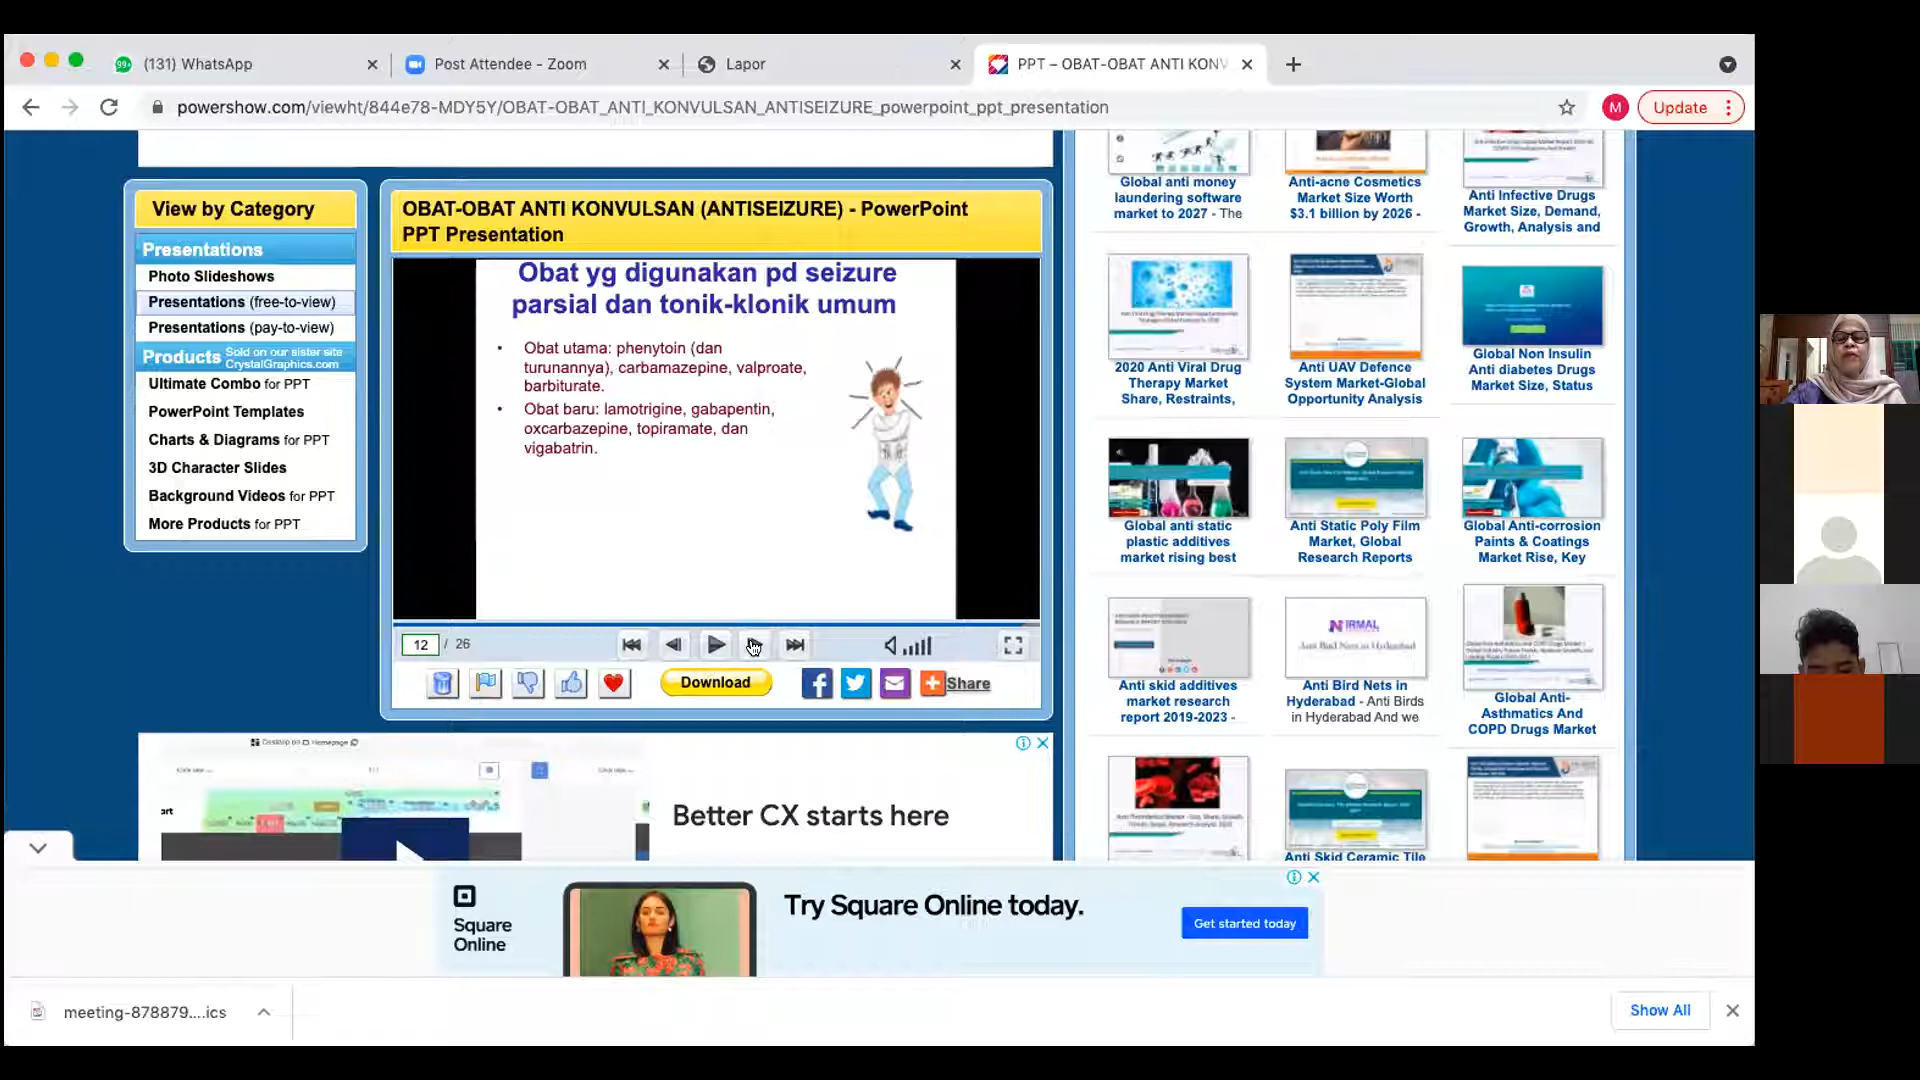 (131) WhatsApp
Post Attendee - Zoom
Lapor
PPT – OBAT-OBAT ANTI KONV
powershow.com/viewht/844e78-MDY5Y/OBAT-OBAT_ANTI_KONVULSAN_ANTISEIZURE_powerpoint_ppt_presentation
M
Update
View by Category
Presentations
Photo Slideshows
Presentations (free-to-view)
Presentations (pay-to-view)
Products Sold on our sister site
CrystalGraphics.com
Ultimate Combo for PPT
PowerPoint Templates
Charts & Diagrams for PPT
3D Character Slides
Background Videos for PPT
More Products for PPT
OBAT-OBAT ANTI KONVULSAN (ANTISEIZURE) - PowerPoint
PPT Presentation
Obat yg digunakan pd seizure
parsial dan tonik-klonik umum
• Obat utama: phenytoin (dan
turunannya), carbamazepine, valproate,
barbiturate.
• Obat baru: lamotrigine, gabapentin,
oxcarbazepine, topiramate, dan
vigabatrin.
12 / 26
Download
Share
Global anti money
laundering software
market to 2027 - The
Anti-acne Cosmetics
Market Size Worth
$3.1 billion by 2026 -
Anti Infective Drugs
Market Size, Demand,
Growth, Analysis and
2020 Anti Viral Drug
Therapy Market
Share, Restraints,
Anti UAV Defence
System Market-Global
Opportunity Analysis
Global Non Insulin
Anti diabetes Drugs
Market Size, Status
Global anti static
plastic additives
market rising best
Anti Static Poly Film
Market, Global
Research Reports
Global Anti-corrosion
Paints & Coatings
Market Rise, Key
Anti skid additives
market research
report 2019-2023 -
NIRMAL
Anti Bird Nets in Hyderabad
Anti Bird Nets in
Hyderabad - Anti Birds
in Hyderabad And we
Global Anti-
Asthmatics And
COPD Drugs Market
Anti Skid Ceramic Tile
Desktop on Homepage
art
Better CX starts here
Square
Online
Try Square Online today.
Get started today
meeting-878879....ics
Show All